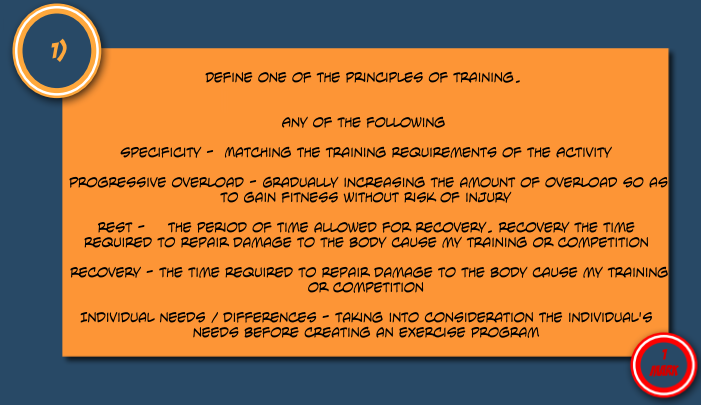 1)
DEFINE ONE OF THE PRINCIPLES OF TRAINING.
ANY OF THE FOLLOWING
SPECIFICITY - MATCHING THE TRAINING REQUIREMENTS OF THE ACTIVITY
PROGRESSIVE OVERLOAD - GRADUALLY INCREASING THE AMOUNT OF OVERLOAD SO AS
TO GAIN FITNESS WITHOUT RISK OF INJURY
REST - THE PERIOD OF TIME ALLOWED FOR RECOVERY. RECOVERY THE TIME
REQUIRED TO REPAIR DAMAGE TO THE BODY CAUSE MY TRAINING OR COMPETITION
RECOVERY - THE TIME REQUIRED TO REPAIR DAMAGE TO THE BODY CAUSE MY TRAINING
OR COMPETITION
INDIVIDUAL NEEDS / DIFFERENCES - TAKING INTO CONSIDERATION THE INDIVIDUAL'S
NEEDS BEFORE CREATING AN EXERCISE PROGRAM
1
MARK